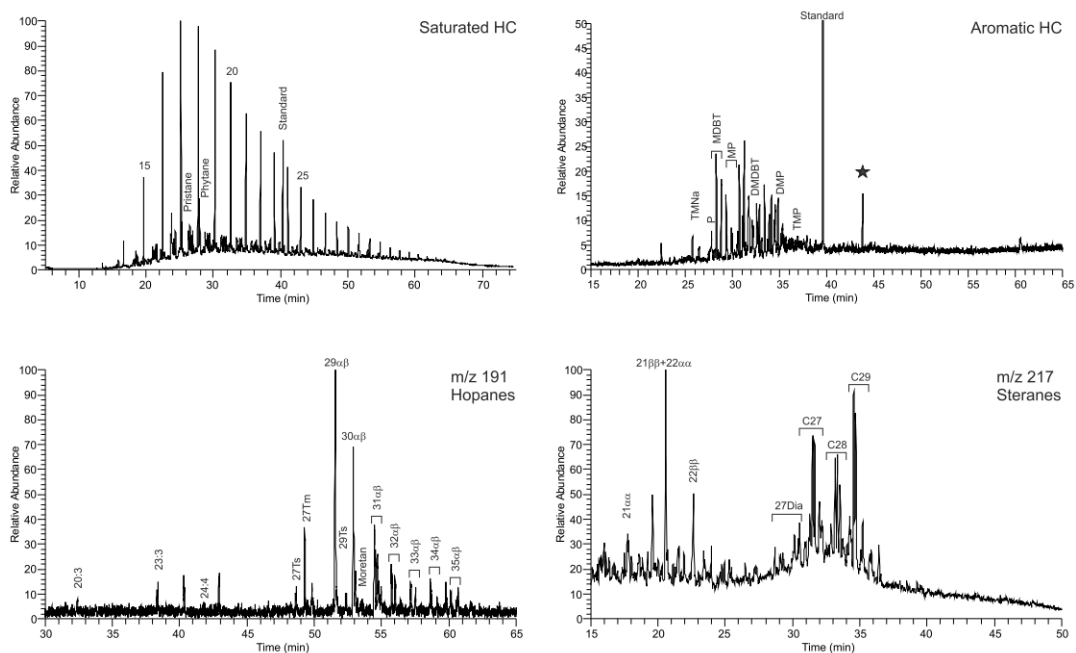 Saturated HC
100
90
80
70
60
50
40
30
20
10
0
Relative Abundance
15
Pristane
Phytane
20
Standard
25
10 20 30 40 50 60 70
Time (min)
Aromatic HC
50
45
40
35
30
25
20
15
10
5
0
Relative Abundance
TMNa
P
MDBT
MP
DMDBT
DMP
TMP
Standard
15 20 25 30 35 40 45 50 55 60 65
Time (min)
m/z 191
Hopanes
100
90
80
70
60
50
40
30
20
10
0
Relative Abundance
20:3
23:3
24:4
27Ts
27Tm
29αβ
29Ts
30αβ
Moretan
31αβ
32αβ
33αβ
34αβ
35αβ
30 35 40 45 50 55 60 65
Time (min)
m/z 217
Steranes
100
90
80
70
60
50
40
30
20
10
0
Relative Abundance
21αα
21ββ+22αα
22ββ
27Dia
C27
C28
C29
15 20 25 30 35 40 45 50
Time (min)